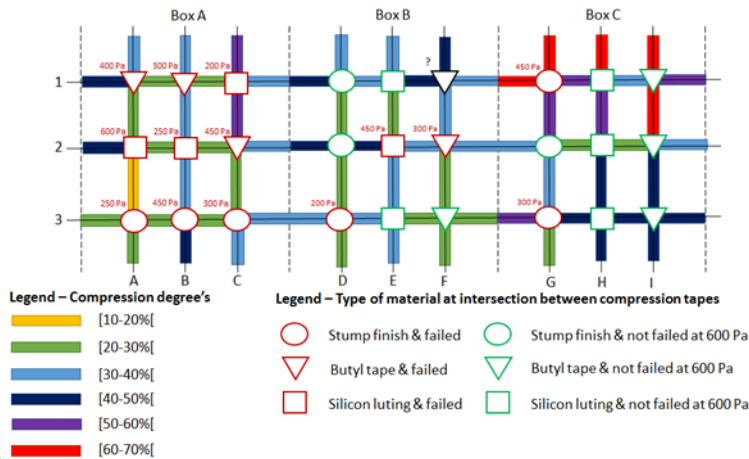 Box A
Box B
Box C
400 Pa
300 Pa
200 Pa
?
450 Pa
1
600 Pa
250 Pa
450 Pa
450 Pa
300 Pa
2
250 Pa
450 Pa
300 Pa
200 Pa
300 Pa
3
A
B
C
D
E
F
G
H
I
Legend – Compression degree's
[10-20%[
[20-30%[
[30-40%[
[40-50%[
[50-60%[
[60-70%[
Legend – Type of material at intersection between compression tapes
Stump finish & failed
Stump finish & not failed at 600 Pa
Butyl tape & failed
Butyl tape & not failed at 600 Pa
Silicon luting & failed
Silicon luting & not failed at 600 Pa